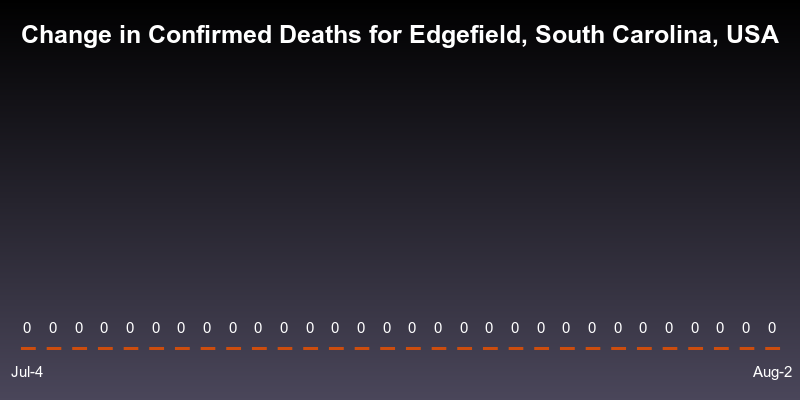 Change in Confirmed Deaths for Edgefield, South Carolina, USA
0 0 0 0 0 0 0 0 0 0 0 0 0 0 0 0 0 0 0 0 0 0 0 0 0 0 0 0 0 0
Jul-4 Aug-2